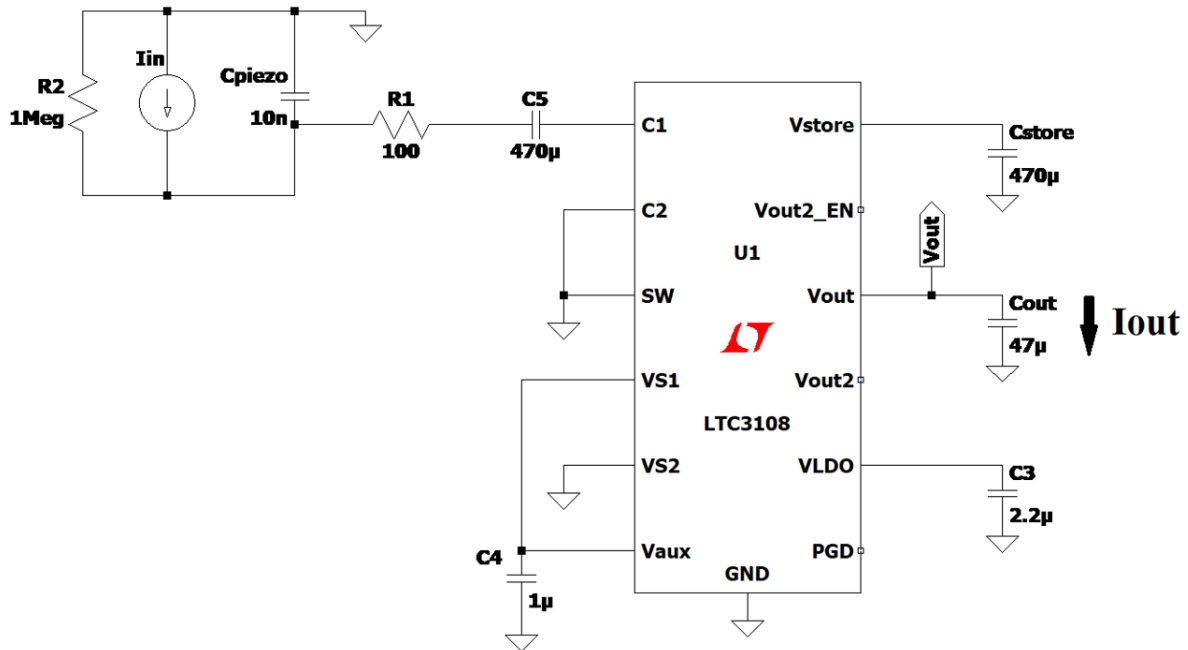 Iin
R2
1Meg
Cpiezo
10n
R1
100
C5
470µ
C1
C2
SW
VS1
VS2
Vaux
GND
U1
LTC3108
Vstore
Vout2_EN
Vout
Vout2
VLDO
PGD
Cstore
470µ
Vout
Cout
47µ
Iout
C3
2.2µ
C4
1µ